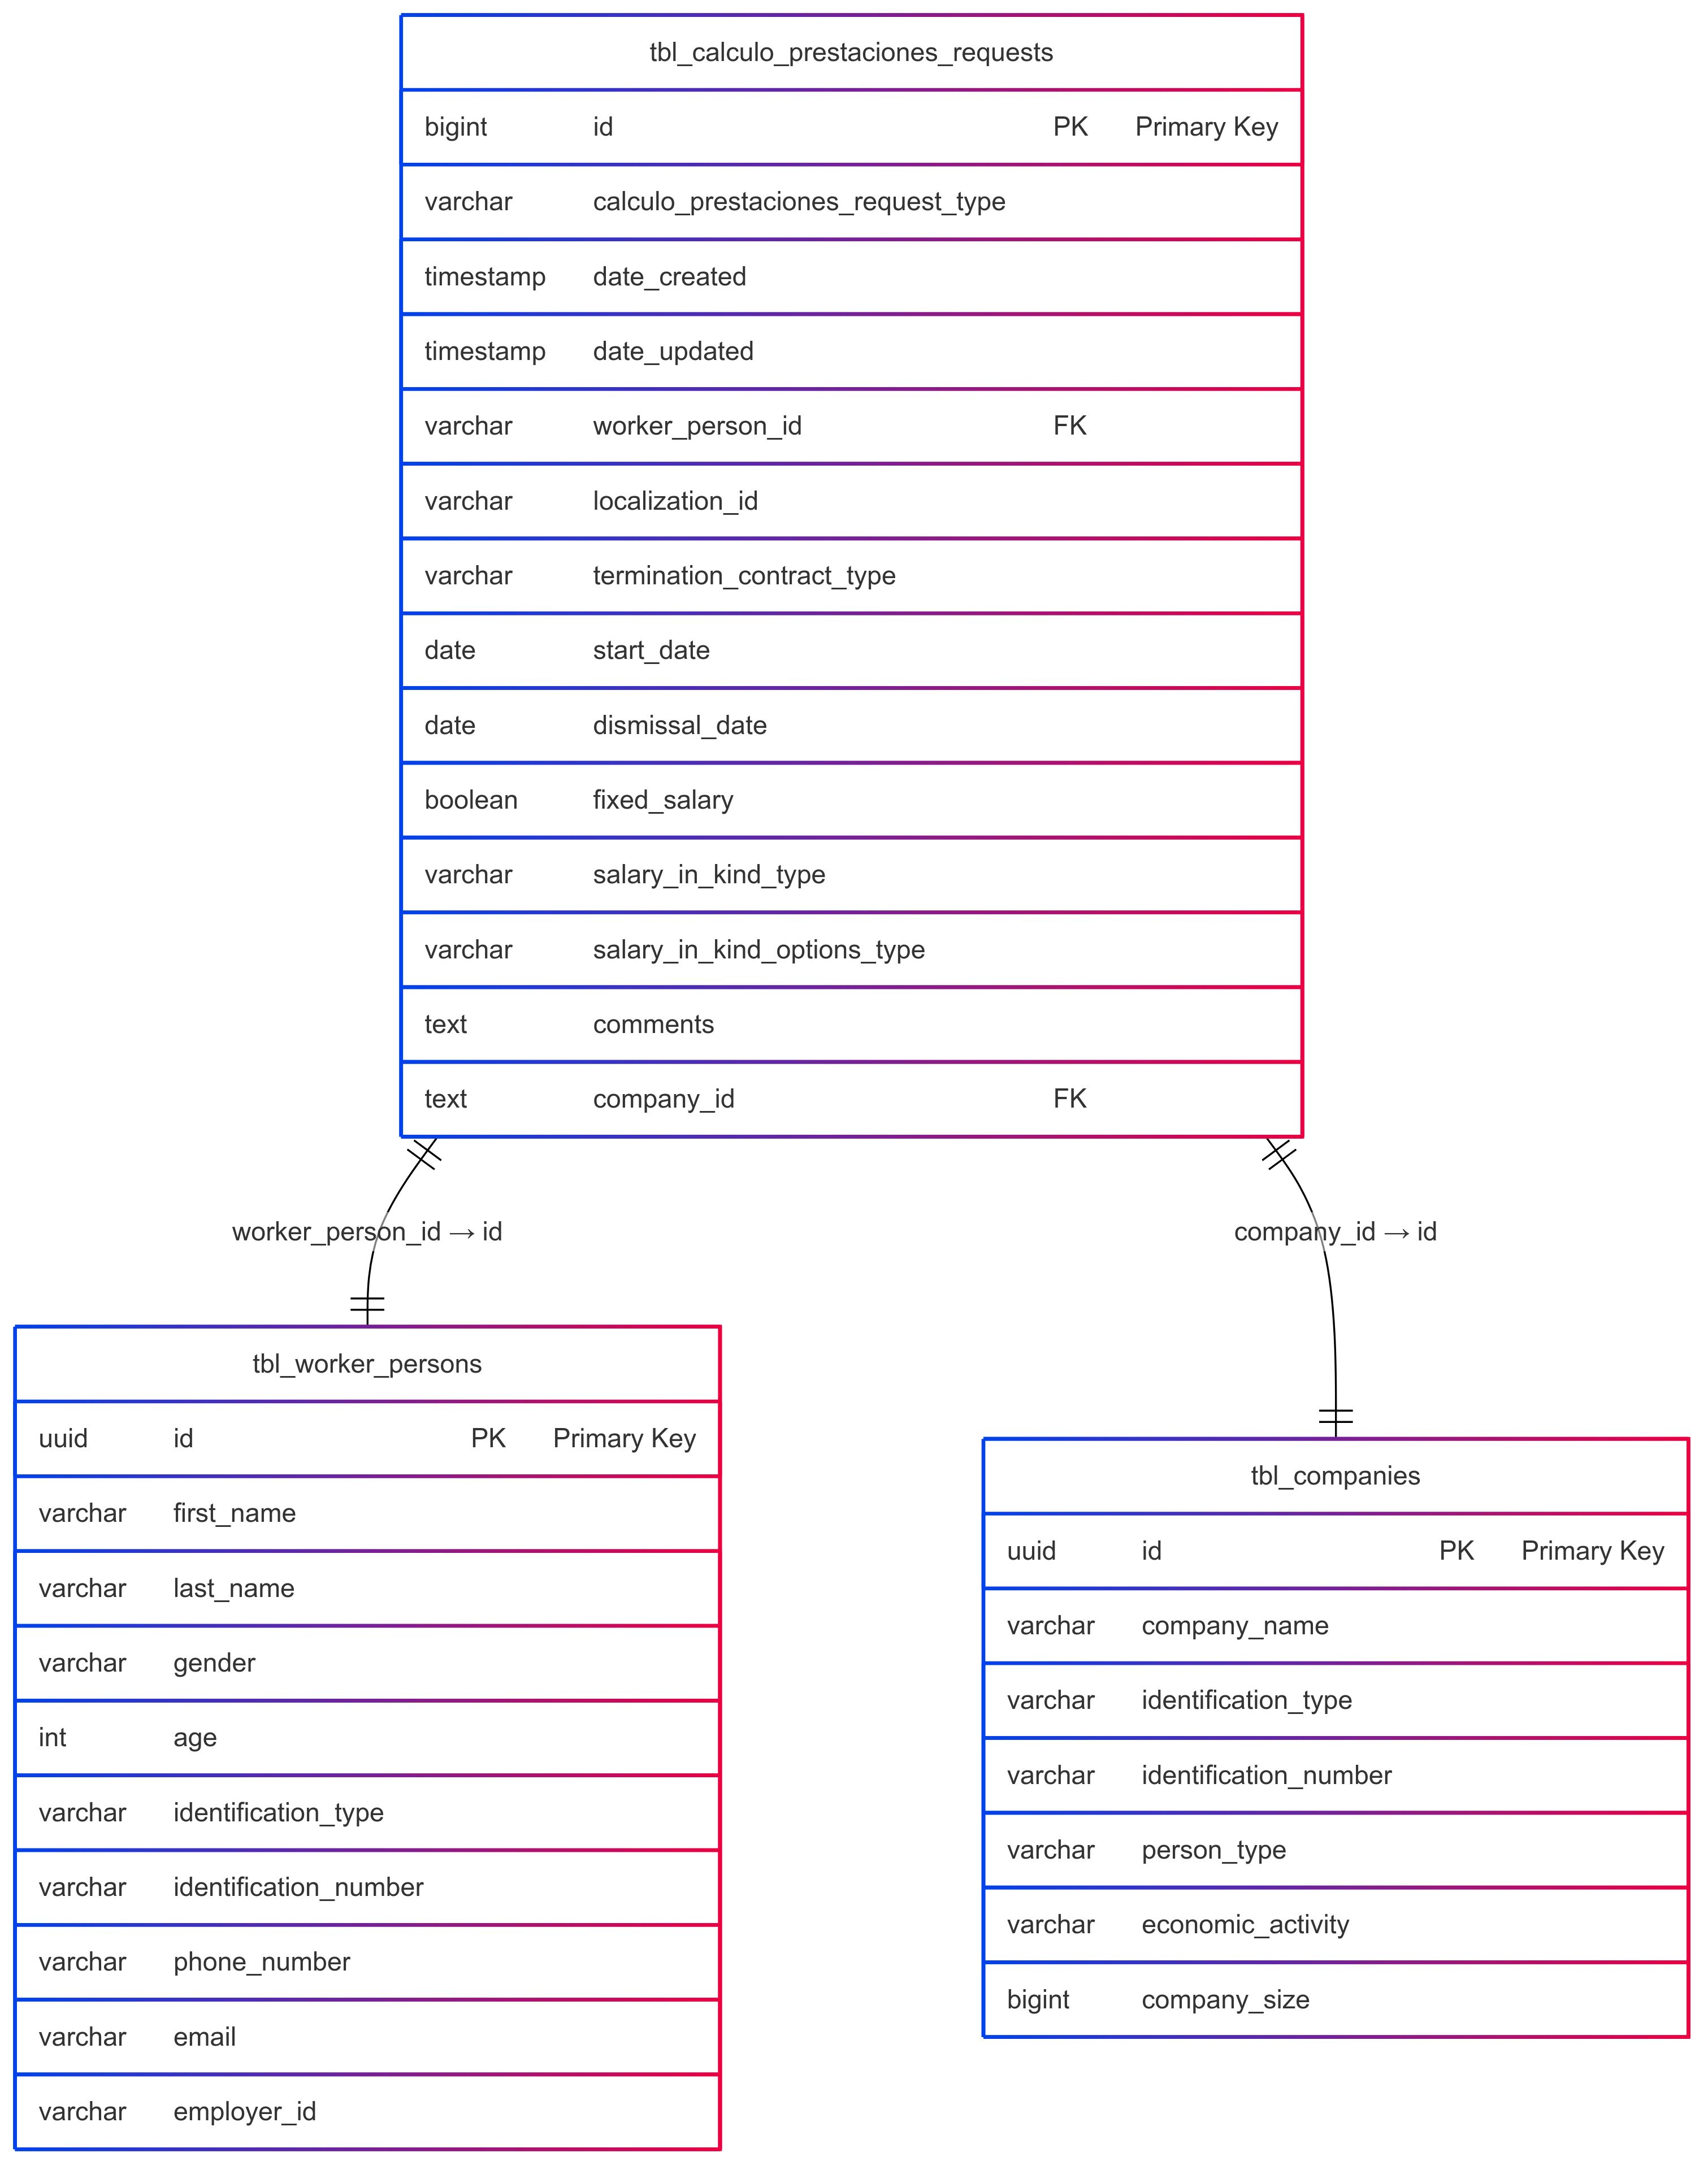 tbl_calculo_prestaciones_requests
bigint id PK Primary Key
varchar calculo_prestaciones_request_type
timestamp date_created
timestamp date_updated
varchar worker_person_id FK
varchar localization_id
varchar termination_contract_type
date start_date
date dismissal_date
boolean fixed_salary
varchar salary_in_kind_type
varchar salary_in_kind_options_type
text comments
text company_id FK
worker_person_id → id
company_id → id
tbl_worker_persons
uuid id PK Primary Key
varchar first_name
varchar last_name
varchar gender
int age
varchar identification_type
varchar identification_number
varchar phone_number
varchar email
varchar employer_id
tbl_companies
uuid id PK Primary Key
varchar company_name
varchar identification_type
varchar identification_number
varchar person_type
varchar economic_activity
bigint company_size